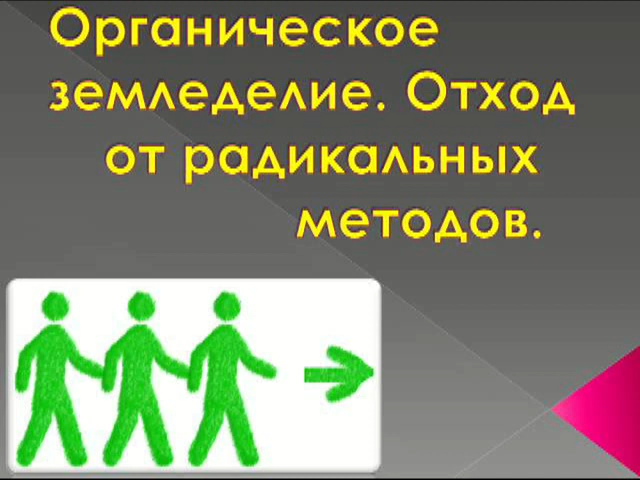 Органическое
земледелие. Отход
от радикальных
методов.